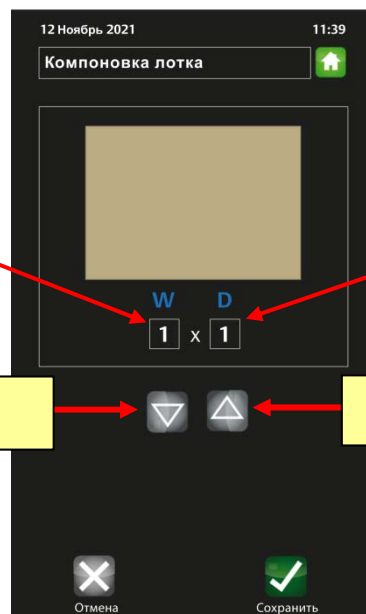 12 Ноябрь 2021 11:39
Компоновка лотка
W D
1 x 1
Отмена Сохранить